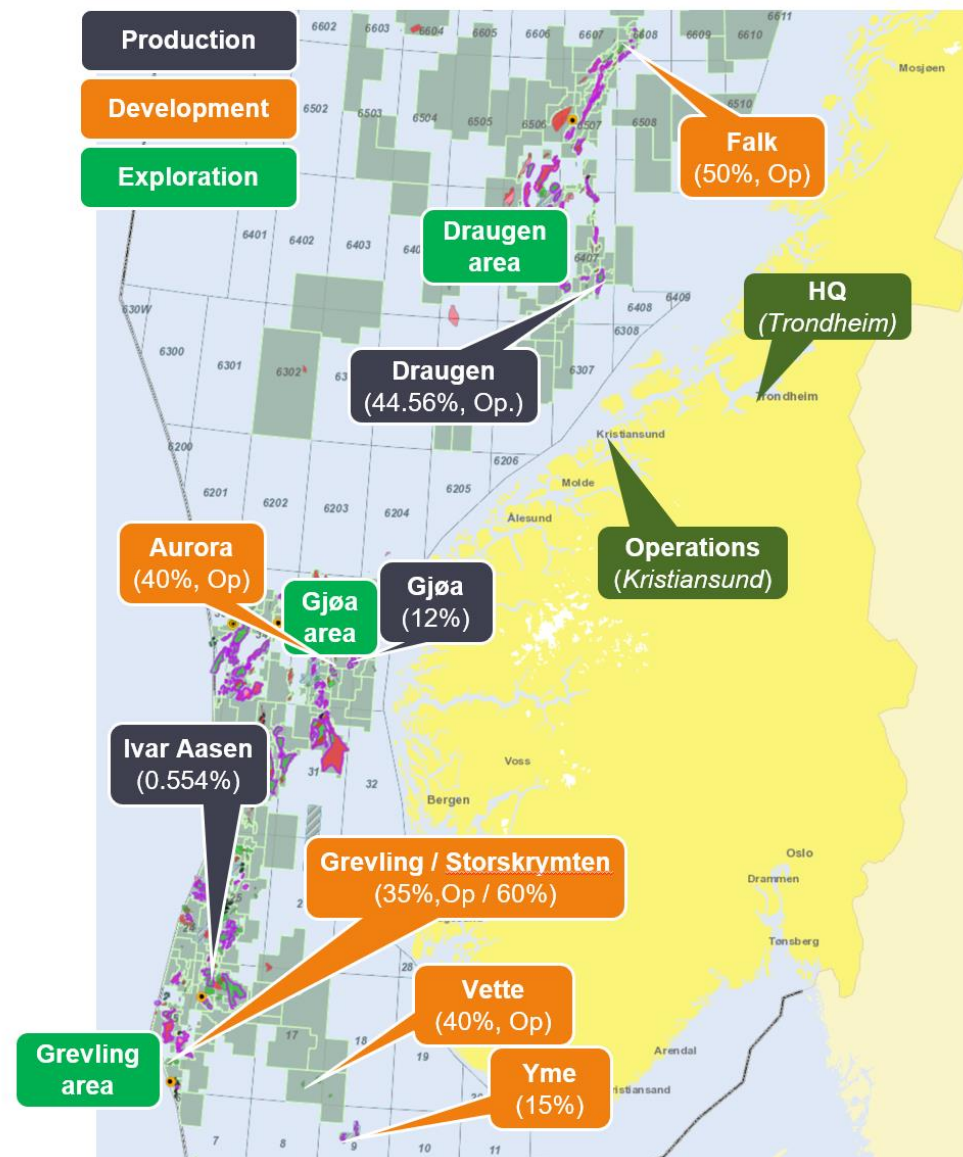 Production
Development
Exploration
6602
6603
6604
6605
6606
6607
6608
6609
6610
6611
Mosjøen
6502
6503
6504
6505
6506
6507
6508
6510
Falk
(50%, Op)
Draugen
area
6401
6402
6403
6407
6408
6409
HQ
(Trondheim)
630W
6300
6301
6302
6307
6308
Draugen
(44.56%, Op.)
Trondheim
Kristiansund
6200
6201
6202
6203
6204
6205
6206
Molde
Ålesund
Operations
(Kristiansund)
Aurora
(40%, Op)
Gjøa
area
Gjøa
(12%)
Ivar Aasen
(0.554%)
31
32
Voss
Bergen
Oslo
Drammen
Tønsberg
Grevling / Storskrymten
(35%,Op / 60%)
28
Vette
(40%, Op)
17
18
19
Grevling
area
Yme
(15%)
Arendal
7
8
9
10
11